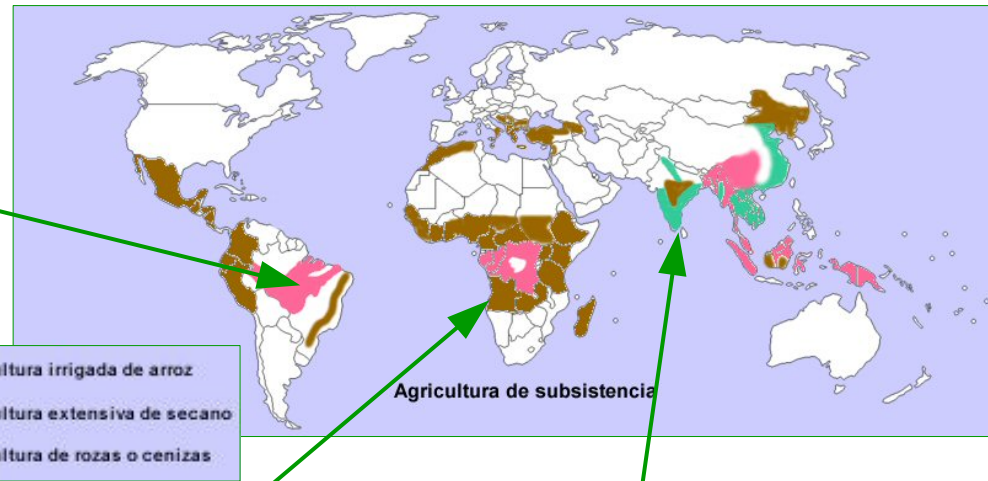 Agricultura de subsistencia
ltura irrigada de arroz
ltura extensiva de secano
ltura de rozas o cenizas